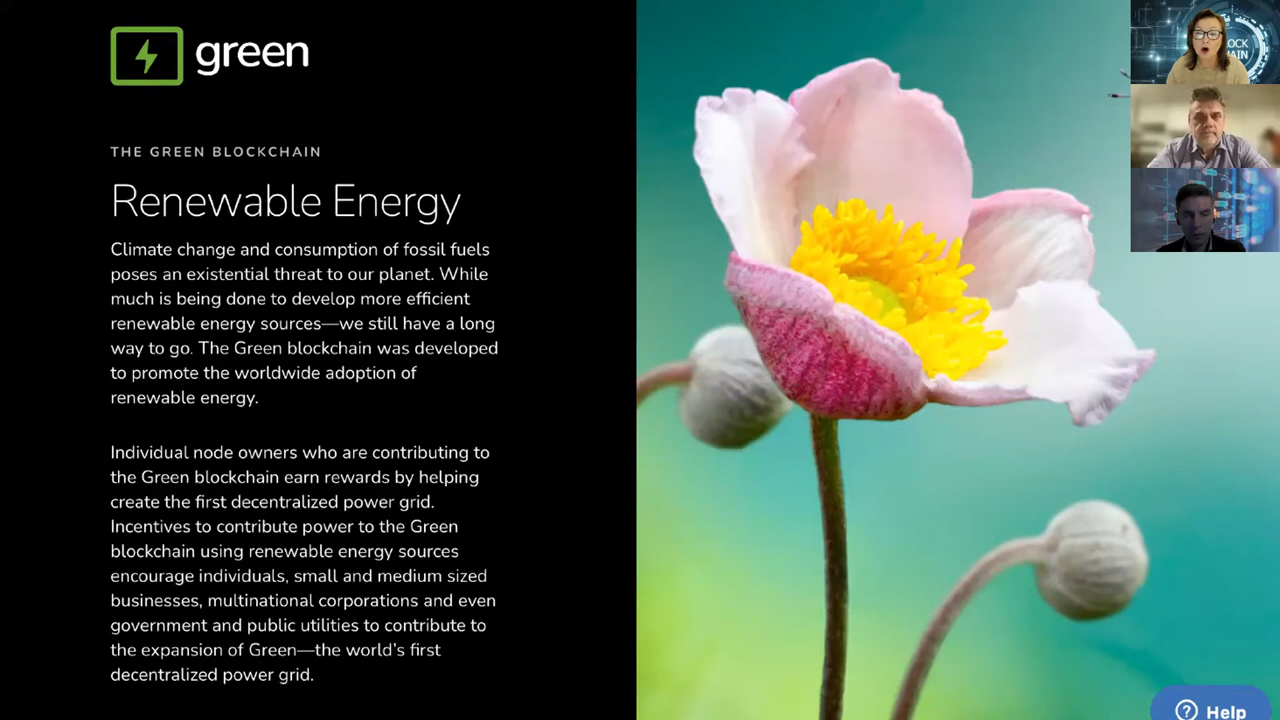 green
THE GREEN BLOCKCHAIN
Renewable Energy
Climate change and consumption of fossil fuels
poses an existential threat to our planet. While
much is being done to develop more efficient
renewable energy sources—we still have a long
way to go. The Green blockchain was developed
to promote the worldwide adoption of
renewable energy.
Individual node owners who are contributing to
the Green blockchain earn rewards by helping
create the first decentralized power grid.
Incentives to contribute power to the Green
blockchain using renewable energy sources
encourage individuals, small and medium sized
businesses, multinational corporations and even
government and public utilities to contribute to
the expansion of Green—the world’s first
decentralized power grid.
Help